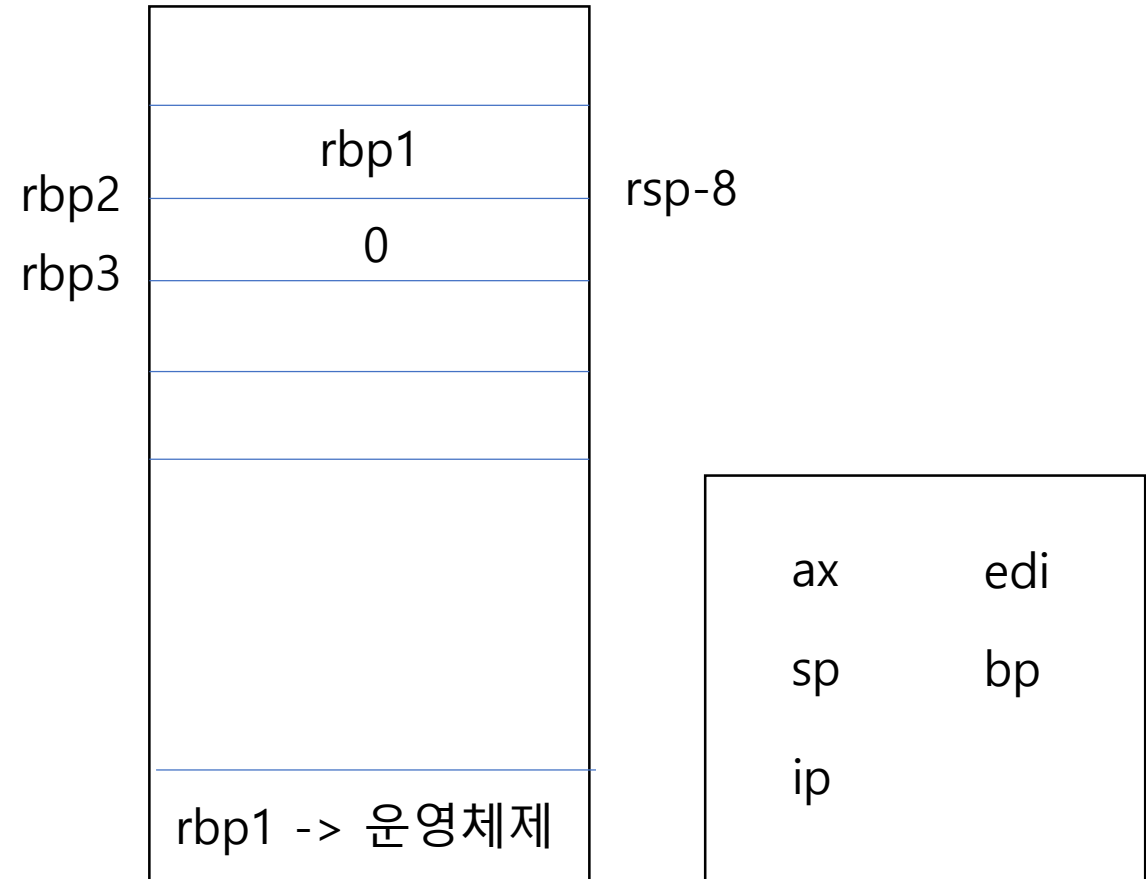 rbp1
rbp2
rsp-8
0
rbp3
ax edi
sp bp
ip
rbp1 -> 운영체제